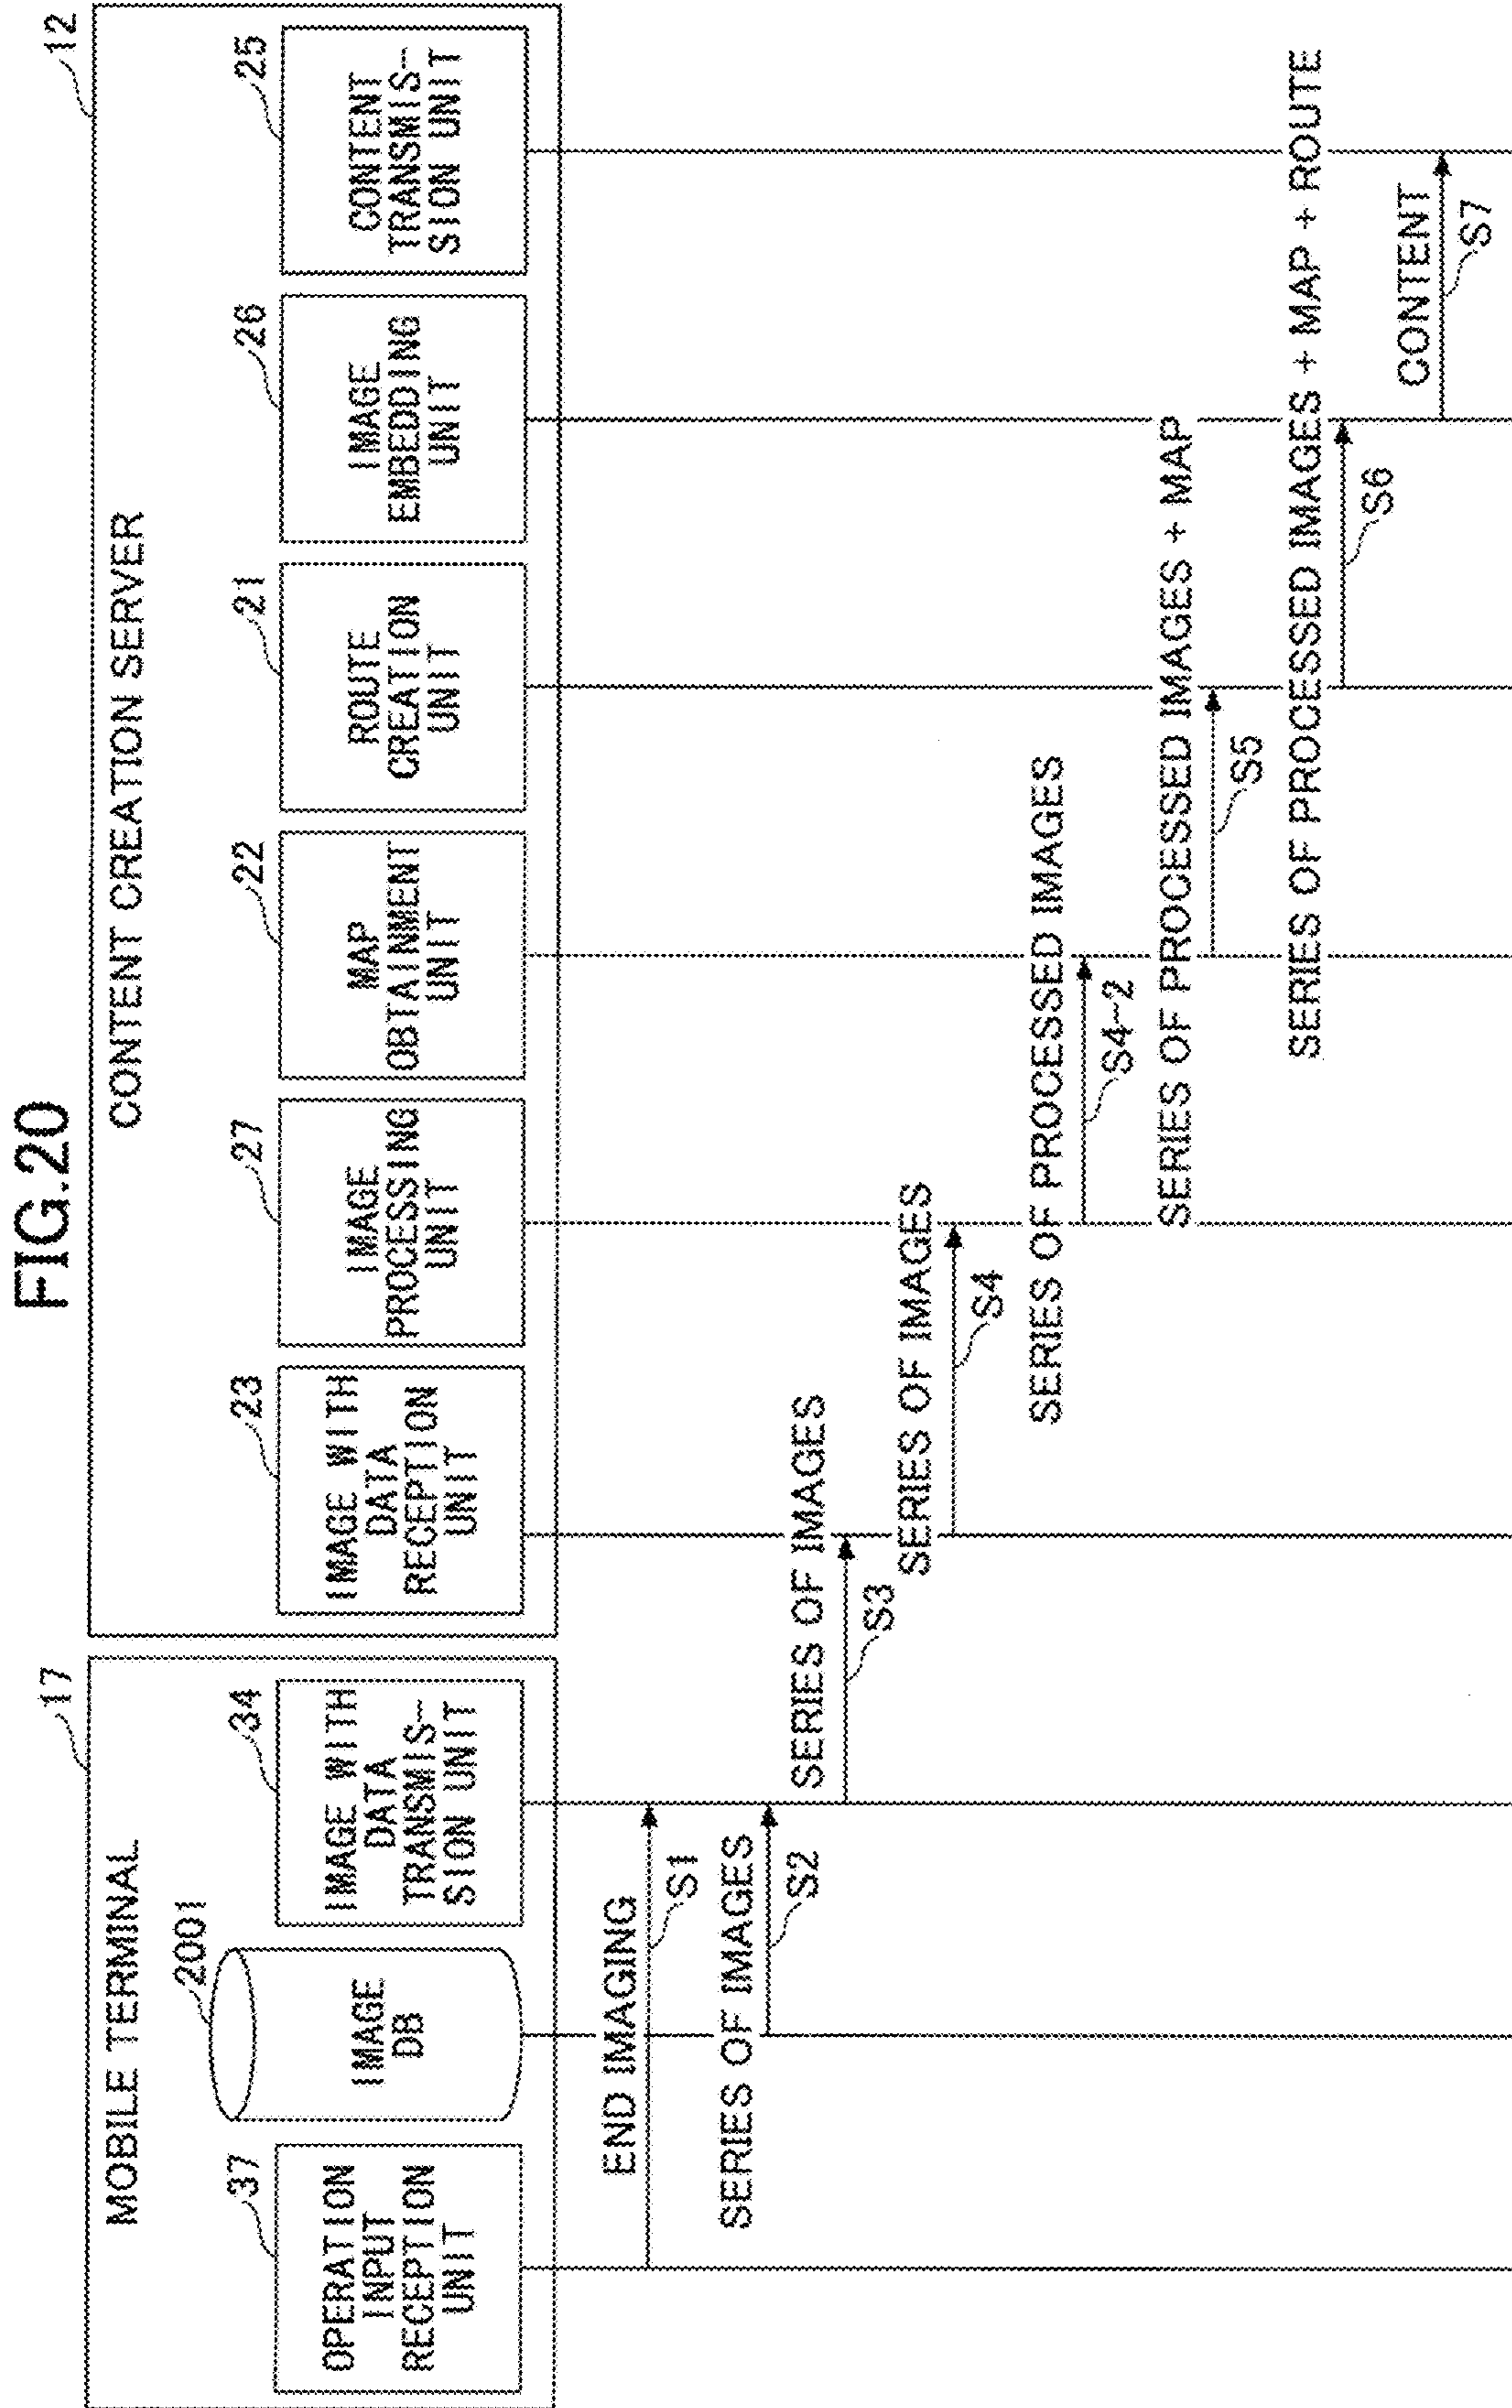 FIG.20
MOBILE TERMINAL
17
CONTENT CREATION SERVER
12
37
OPERATION
INPUT
RECEPTION
UNIT
2001
IMAGE
DB
34
IMAGE WITH
DATA
TRANSMIS-
SION UNIT
23
IMAGE WITH
DATA
RECEPTION
UNIT
27
IMAGE
PROCESSING
UNIT
22
MAP
OBTAINMENT
UNIT
21
ROUTE
CREATION
UNIT
26
IMAGE
EMBEDDING
UNIT
25
CONTENT
TRANSMIS-
SION UNIT
END IMAGING
S1
SERIES OF IMAGES
S2
SERIES OF IMAGES
S3
SERIES OF IMAGES
S4
SERIES OF PROCESSED IMAGES
S4-2
SERIES OF PROCESSED IMAGES + MAP
S5
SERIES OF PROCESSED IMAGES + MAP + ROUTE
S6
CONTENT
S7